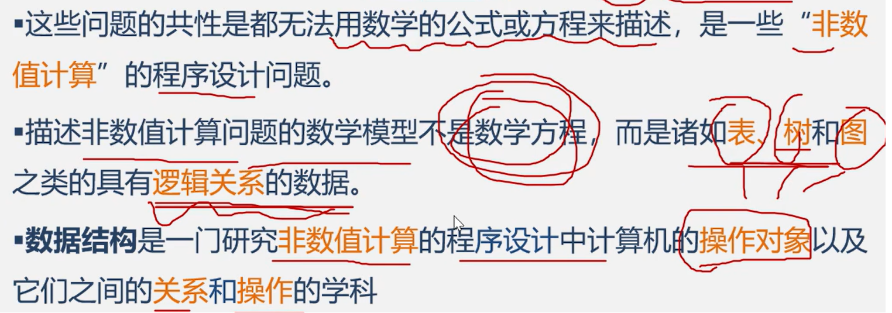 ▪这些问题的共性是都无法用数学的公式或方程来描述，是一些“非数
值计算”的程序设计问题。
▪描述非数值计算问题的数学模型不是数学方程，而是诸如表、树和图
之类的具有逻辑关系的数据。
▪数据结构是一门研究非数值计算的程序设计中计算机的操作对象以及
它们之间的关系和操作的学科